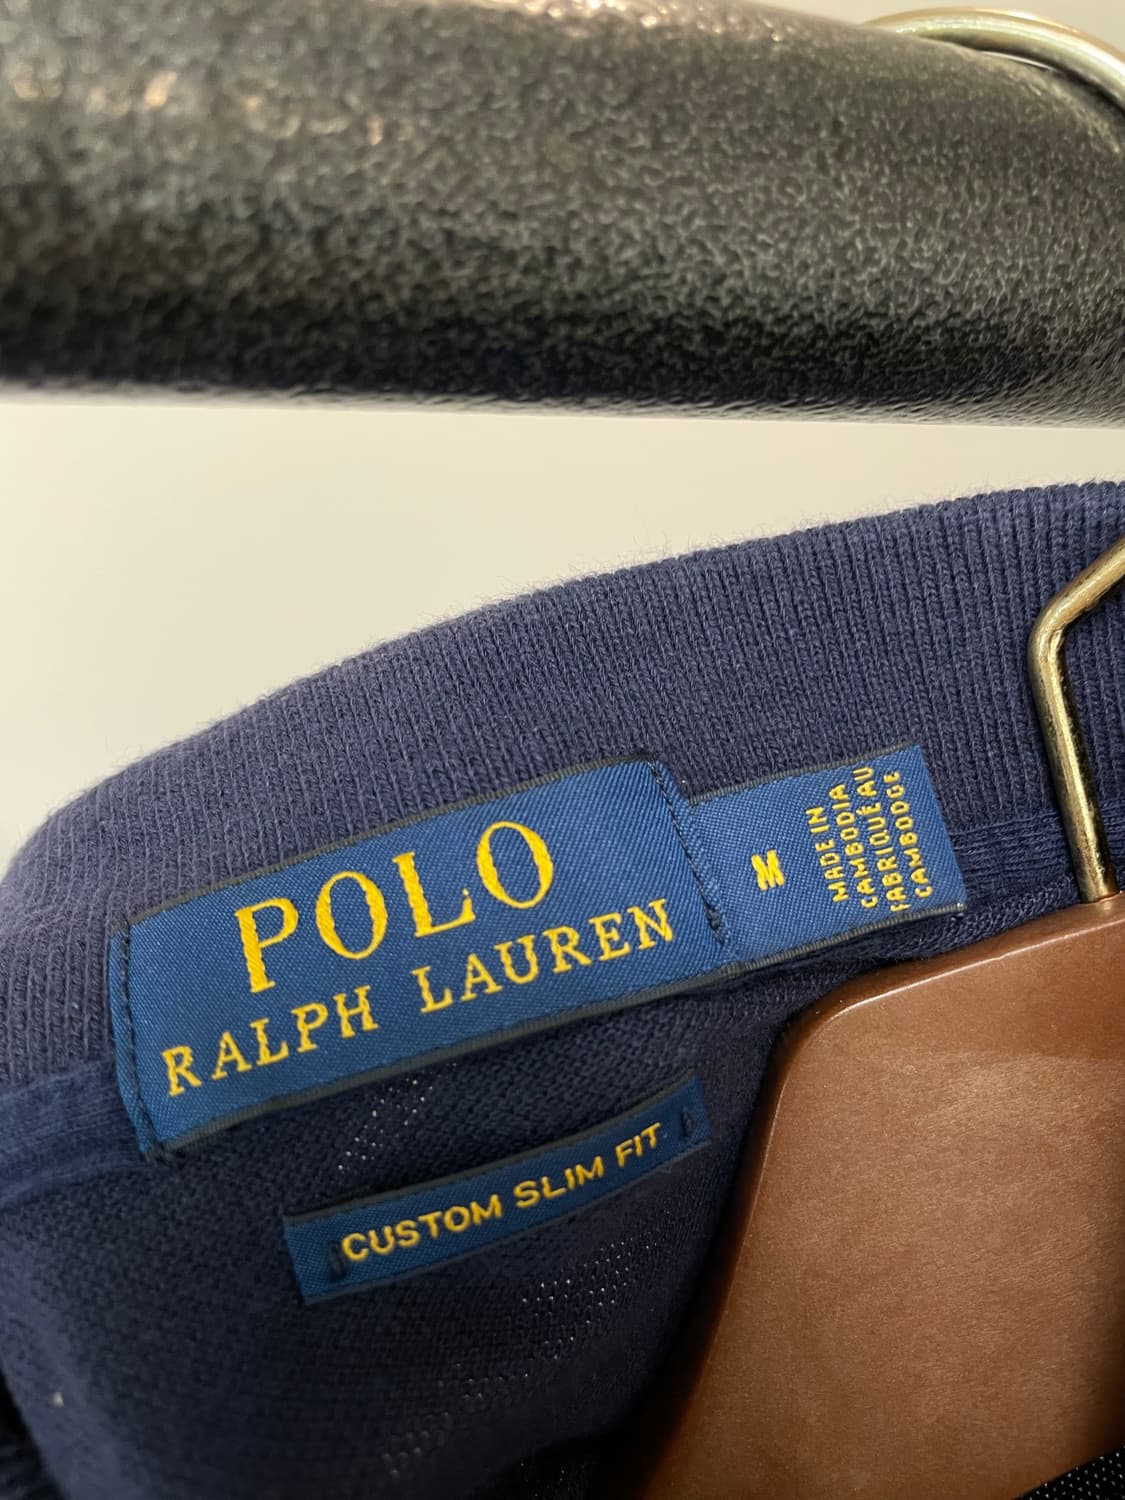 POLO
RALPH LAUREN
M
MADE IN
CAMBODIA
FABRIQUÉ AU
CAMBODGE
CUSTOM SLIM FIT